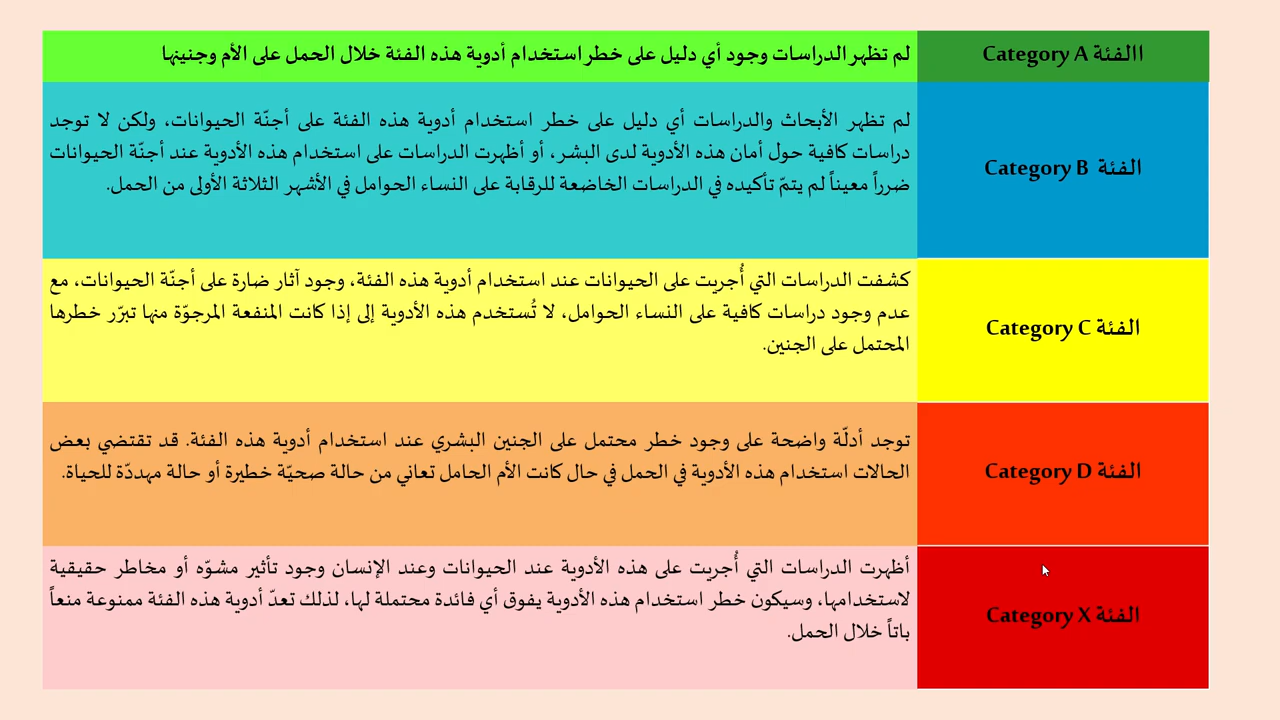 االفئة Category A
لم تظهر الدراسات وجود أي دليل على خطر استخدام أدوية هذه الفئة خلال الحمل على الأم وجنينها
الفئة Category B
لم تظهر الأبحاث والدراسات أي دليل على خطر استخدام أدوية هذه الفئة على أجنّة الحيوانات، ولكن لا توجد
دراسات كافية حول أمان هذه الأدوية لدى البشر، أو أظهرت الدراسات على استخدام هذه الأدوية عند أجنّة الحيوانات
ضرراً معيناً لم يتمّ تأكيده في الدراسات الخاضعة للرقابة على النساء الحوامل في الأشهر الثلاثة الأولى من الحمل.
الفئة Category C
كشفت الدراسات التي أُجريت على الحيوانات عند استخدام أدوية هذه الفئة، وجود آثار ضارة على أجنّة الحيوانات، مع
عدم وجود دراسات كافية على النساء الحوامل، لا تُستخدم هذه الأدوية إلى إذا كانت المنفعة المرجوّة منها تبرّر خطرها
المحتمل على الجنين.
الفئة Category D
توجد أدلّة واضحة على وجود خطر محتمل على الجنين البشري عند استخدام أدوية هذه الفئة. قد تقتضي بعض
الحالات استخدام هذه الأدوية في الحمل في حال كانت الأم الحامل تعاني من حالة صحيّة خطيرة أو حالة مهددّة للحياة.
الفئة Category X
أظهرت الدراسات التي أُجريت على هذه الأدوية عند الحيوانات وعند الإنسان وجود تأثير مشوّه أو مخاطر حقيقية
لاستخدامها، وسيكون خطر استخدام هذه الأدوية يفوق أي فائدة محتملة لها، لذلك تعدّ أدوية هذه الفئة ممنوعة منعاً
باتاً خلال الحمل.